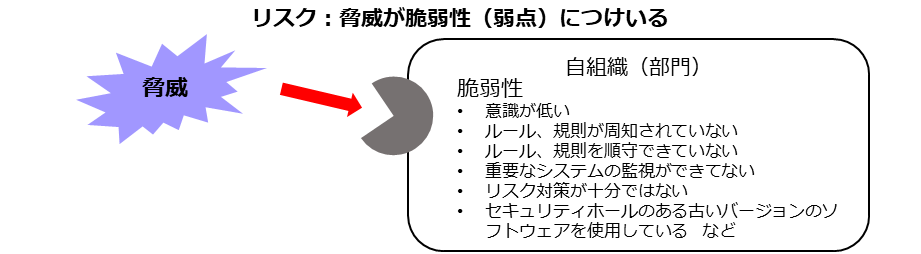 リスク：脅威が脆弱性（弱点）につけいる
脅威
自組織（部門）
脆弱性
• 意識が低い
• ルール、規則が周知されていない
• ルール、規則を順守できていない
• 重要なシステムの監視ができてない
• リスク対策が十分ではない
• セキュリティホールのある古いバージョンのソ
フトウェアを使用している　など